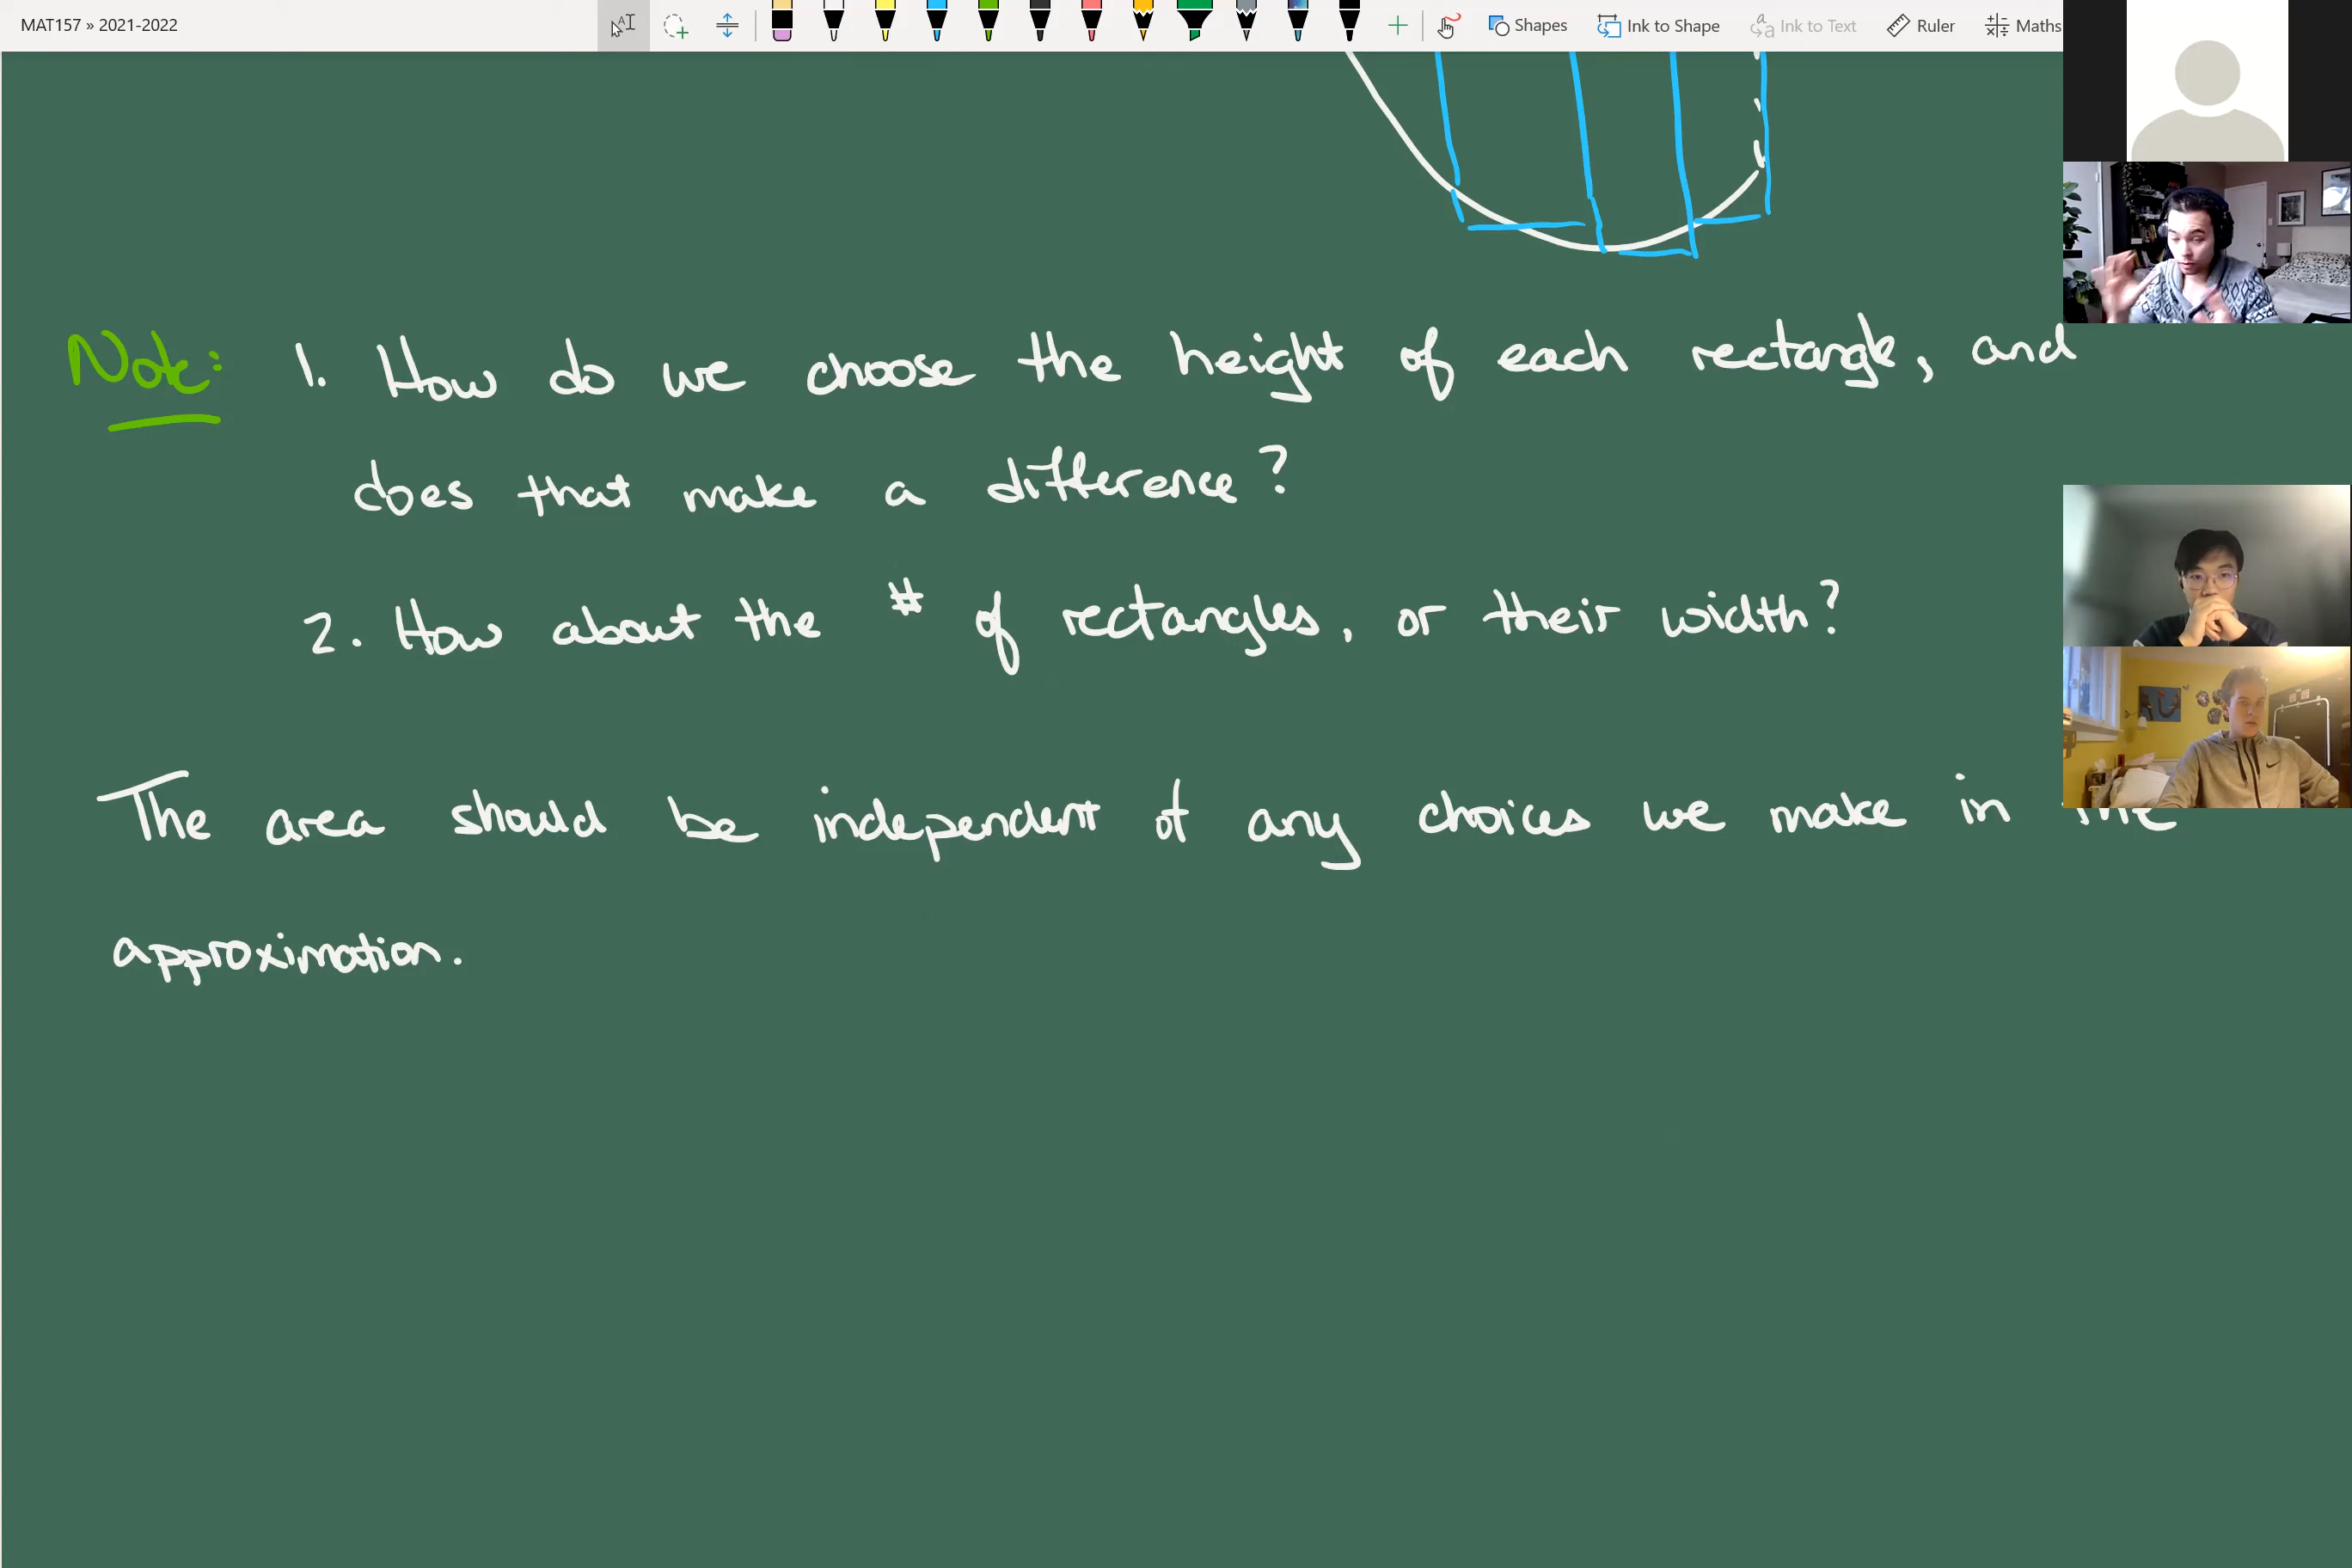 MAT157 » 2021-2022
Shapes Ink to Shape Ink to Text Ruler Maths
Note: 1. How do we choose the height of each rectangle, and
does that make a difference?
2. How about the # of rectangles, or their width?
The area should be independent of any choices we make in the
approximation.